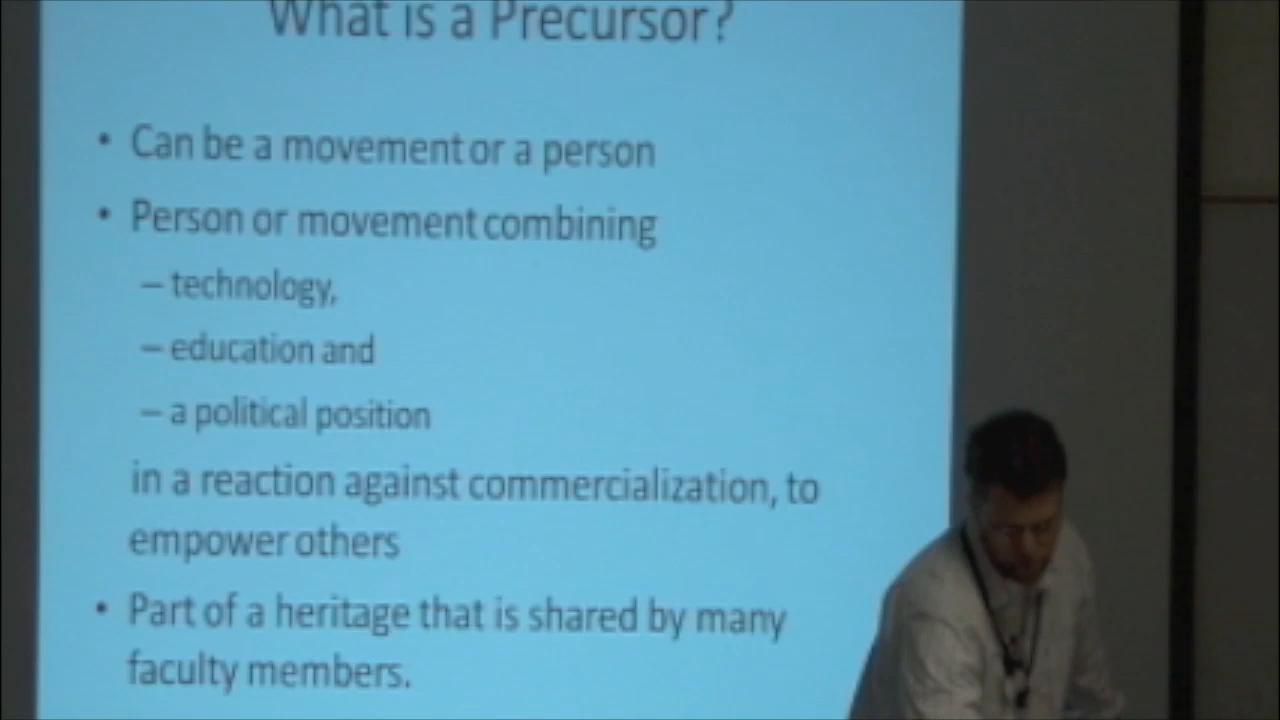 What is a Precursor?
• Can be a movement or a person
• Person or movement combining
– technology,
– education and
– a political position
in a reaction against commercialization, to
empower others
• Part of a heritage that is shared by many
faculty members.